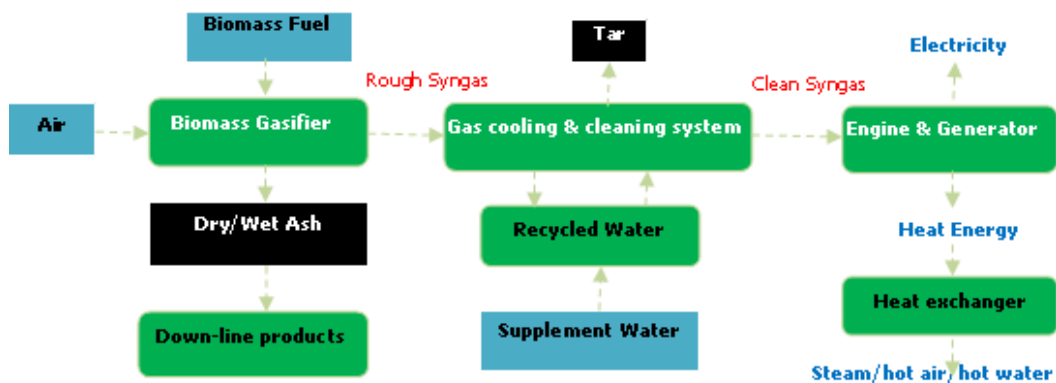 Biomass Fuel
Tar
Electricity
Rough Syngas
Clean Syngas
Air
Biomass Gasifier
Gas cooling & cleaning system
Engine & Generator
Dry/Wet Ash
Recycled Water
Heat Energy
Heat exchanger
Down-line products
Supplement Water
Steam/hot air/hot water